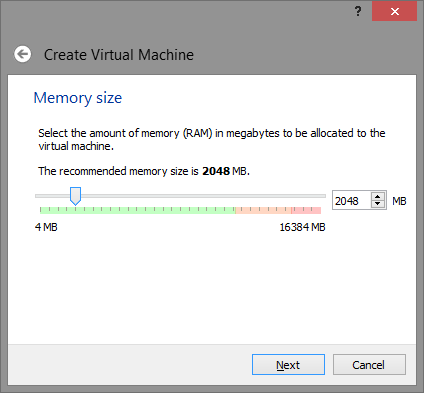 ?
Create Virtual Machine
Memory size
Select the amount of memory (RAM) in megabytes to be allocated to the
virtual machine.
The recommended memory size is 2048 MB.
2048 MB
4 MB 16384 MB
Next Cancel